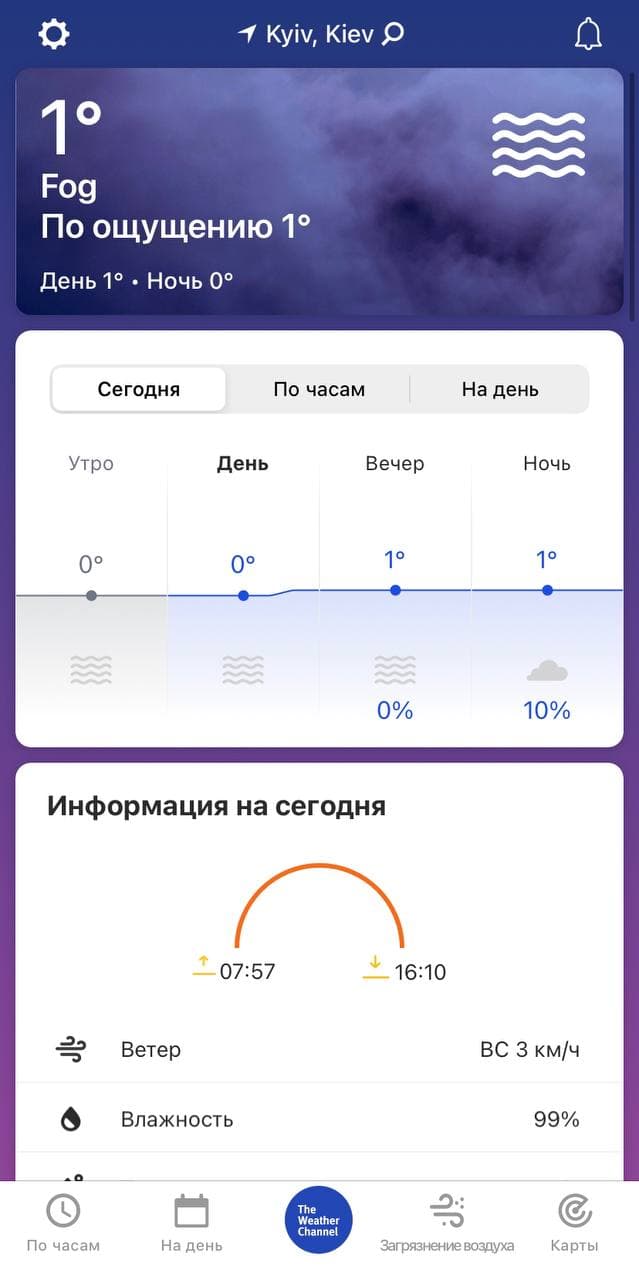 Kyiv, Kiev
1°
Fog
По ощущению 1°
День 1° • Ночь 0°
Сегодня По часам На день
Утро День Вечер Ночь
0° 0° 1° 1°
0% 10%
Информация на сегодня
07:57 16:10
Ветер ВС 3 км/ч
Влажность 99%
The
Weather
Channel
По часам На день Загрязнение воздуха Карты